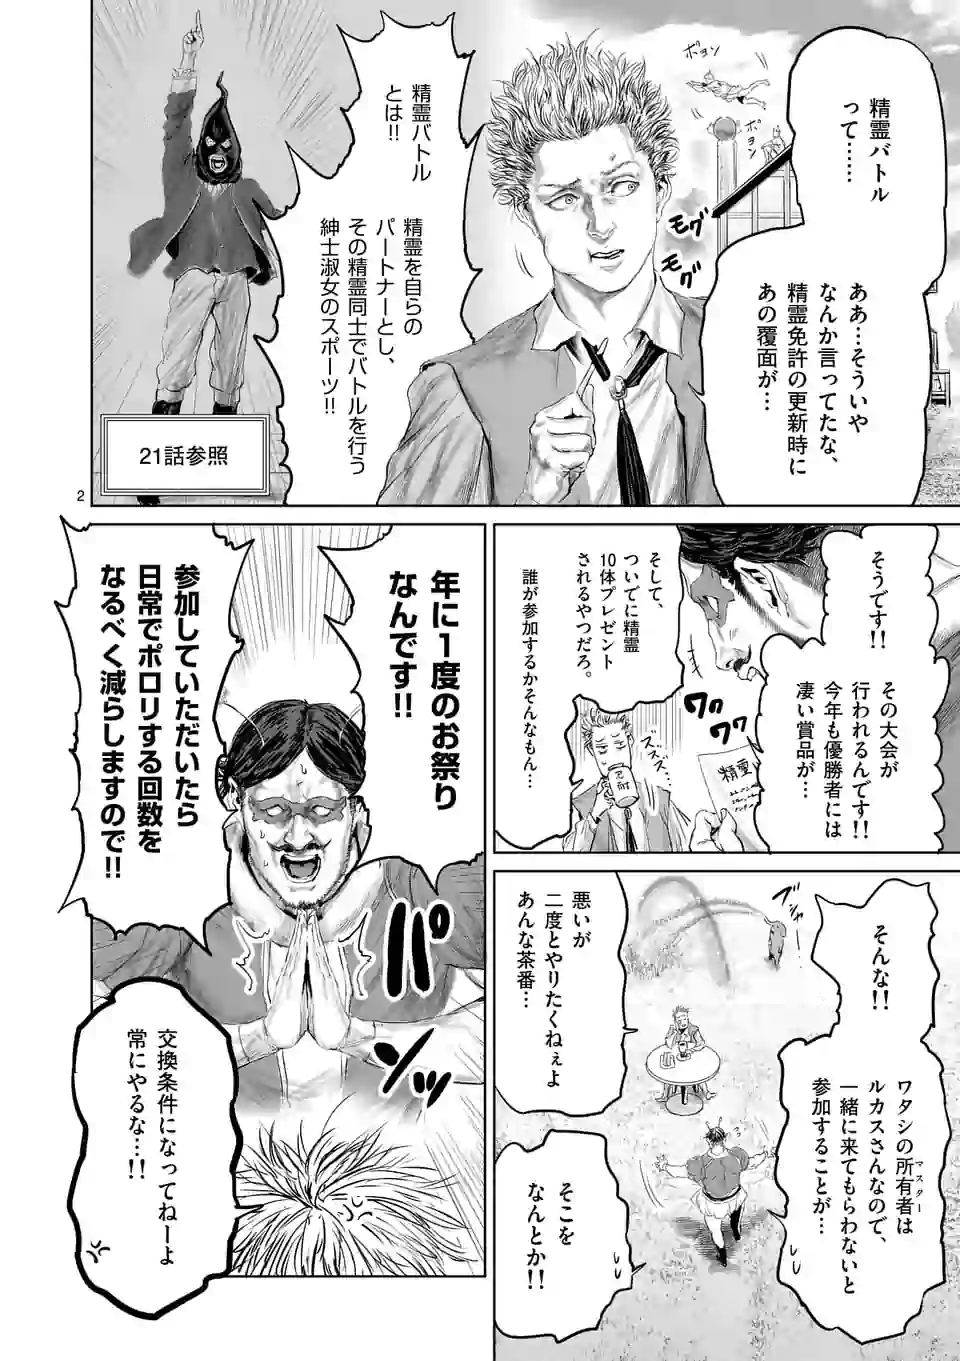 精霊バトル
って……
ああ…そういや
なんか言ってたな、
精霊免許の更新時に
あの覆面が…
ポヨン
ポヨン
モグ
モグ
精霊バトル
とは!!
精霊を自らの
パートナーとし、
その精霊同士でバトルを行う
紳士淑女のスポーツ!!
21話参照
2
そうです!!
その大会が
行われるんです!!
今年も優勝者には
凄い賞品が…
ワワ
ワワ
精霊
そして、
ついでに精霊
10体プレゼント
されるやつだろ。
誰が参加するかそんなもん…
ズズズ…
忍耐
年に1度のお祭り
なんです!!
参加していただいたら
日常でポロリする回数を
なるべく減らしますので!!
パンッ
交換条件になってねーよ
常にやるな…!!
そんな!!
ワタシの所有者は
マスター
ルカスさんなので、
一緒に来てもらわないと
参加することが…
悪いが
二度とやりたくねぇよ
あんな茶番…
そこを
なんとか!!